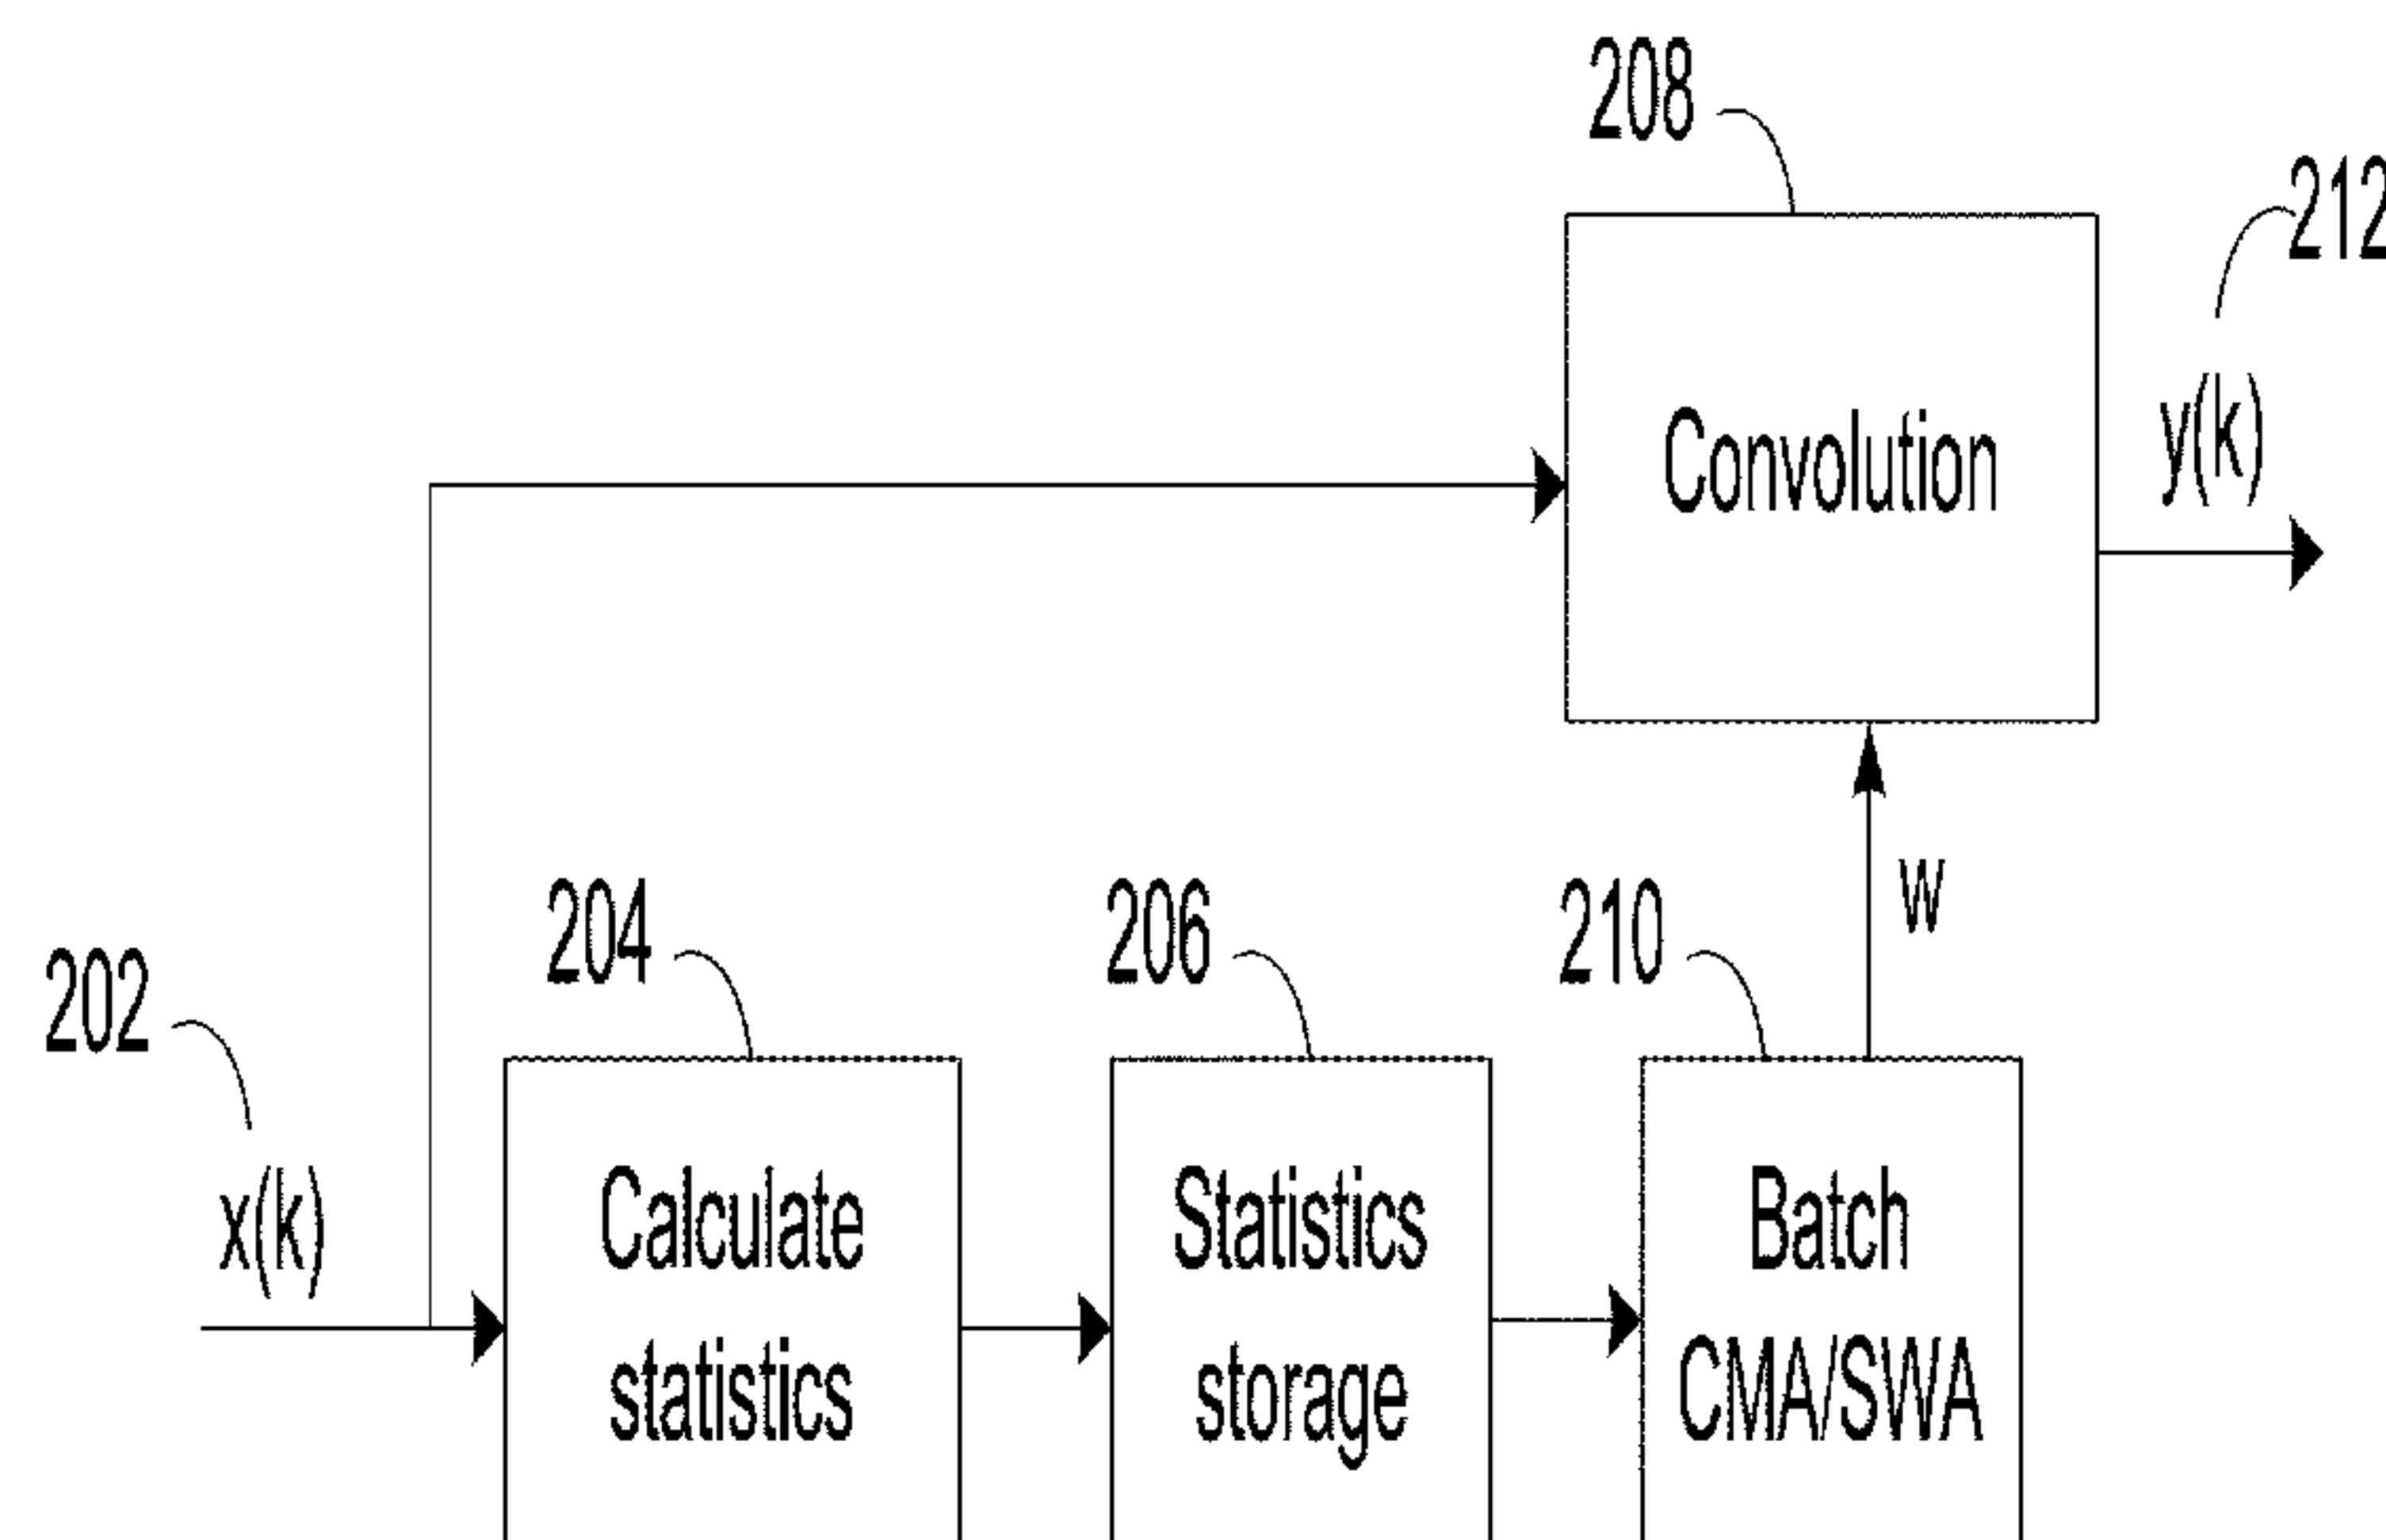 208
212
Convolution
y(k)
204
206
210
w
202
x(k)
Calculate
statistics
Statistics
storage
Batch
CMA/SWA